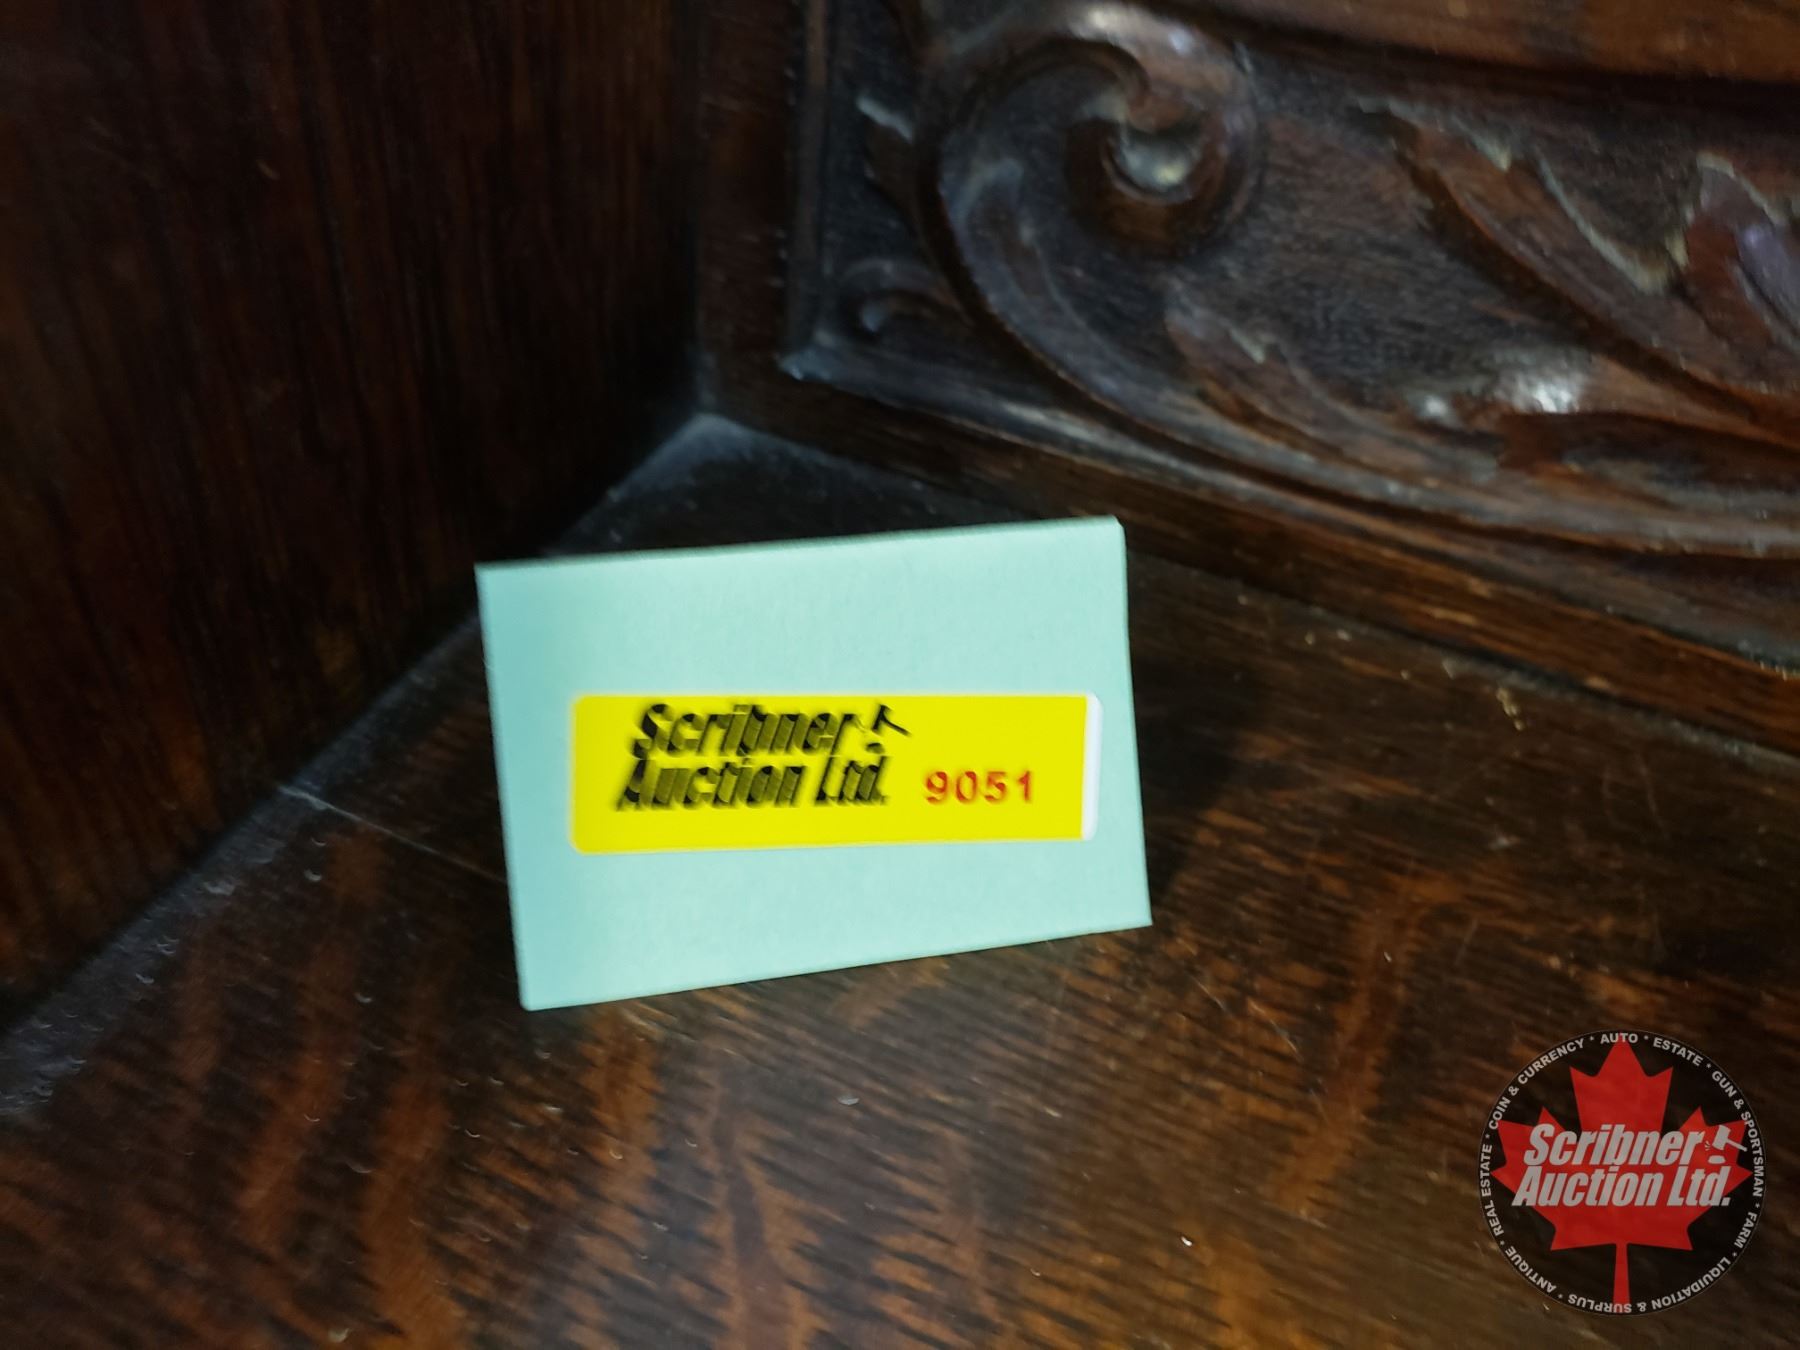 Scribner
Auction Ltd. 9051
COIN & CURRENCY * AUTO * ESTATE * GUN & SPORTSMAN * FARM * LIQUIDATION & SURPLUS * ANTIQUE * REAL ESTATE *
Scribner
Auction Ltd.